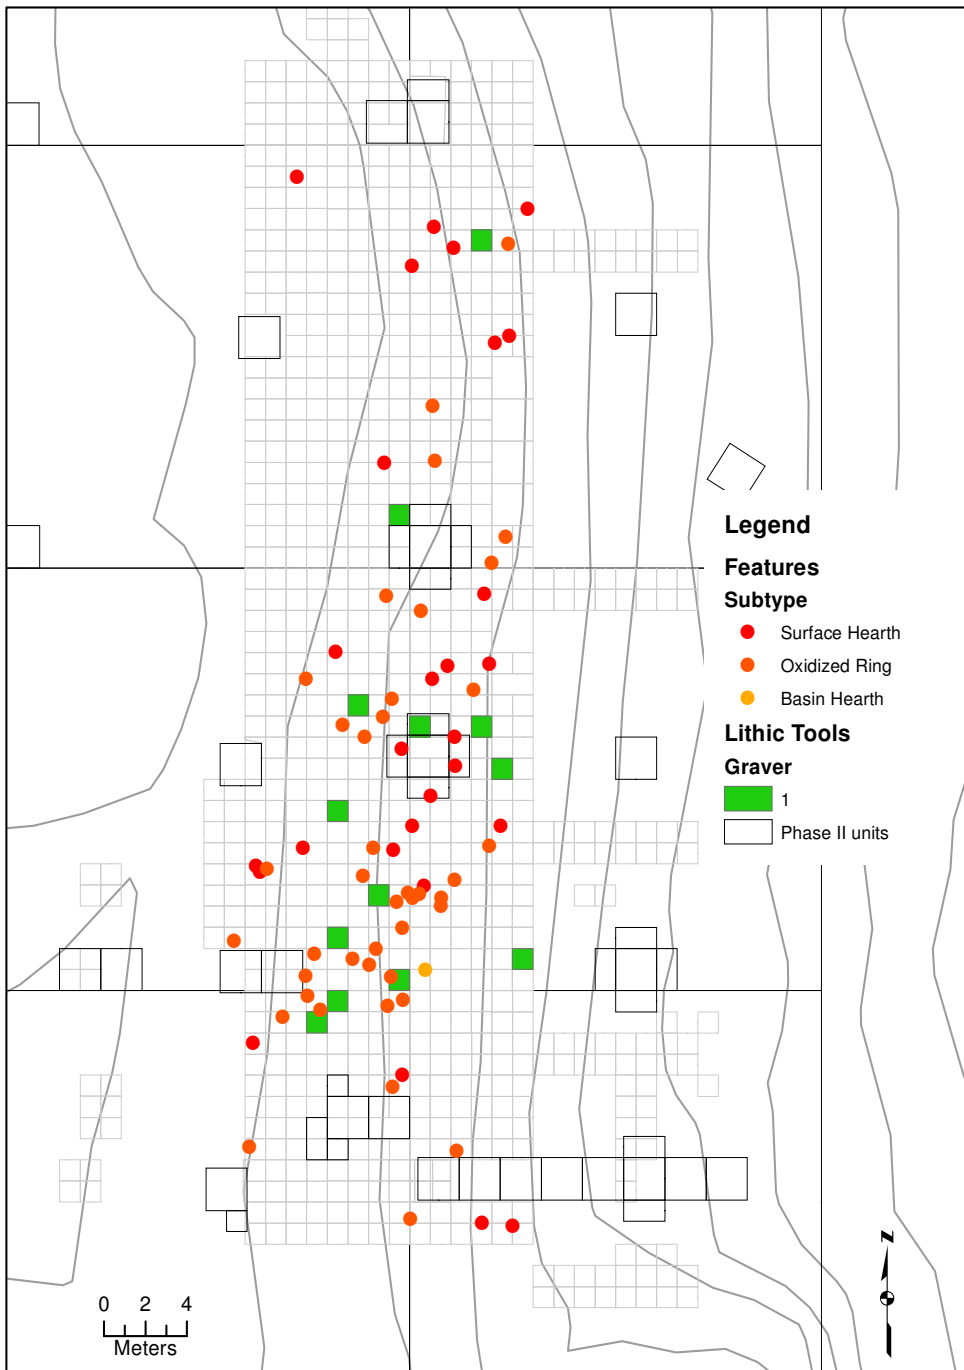 Legend
Features
Subtype
Surface Hearth
Oxidized Ring
Basin Hearth
Lithic Tools
Graver
1
Phase II units
N
0 2 4
Meters